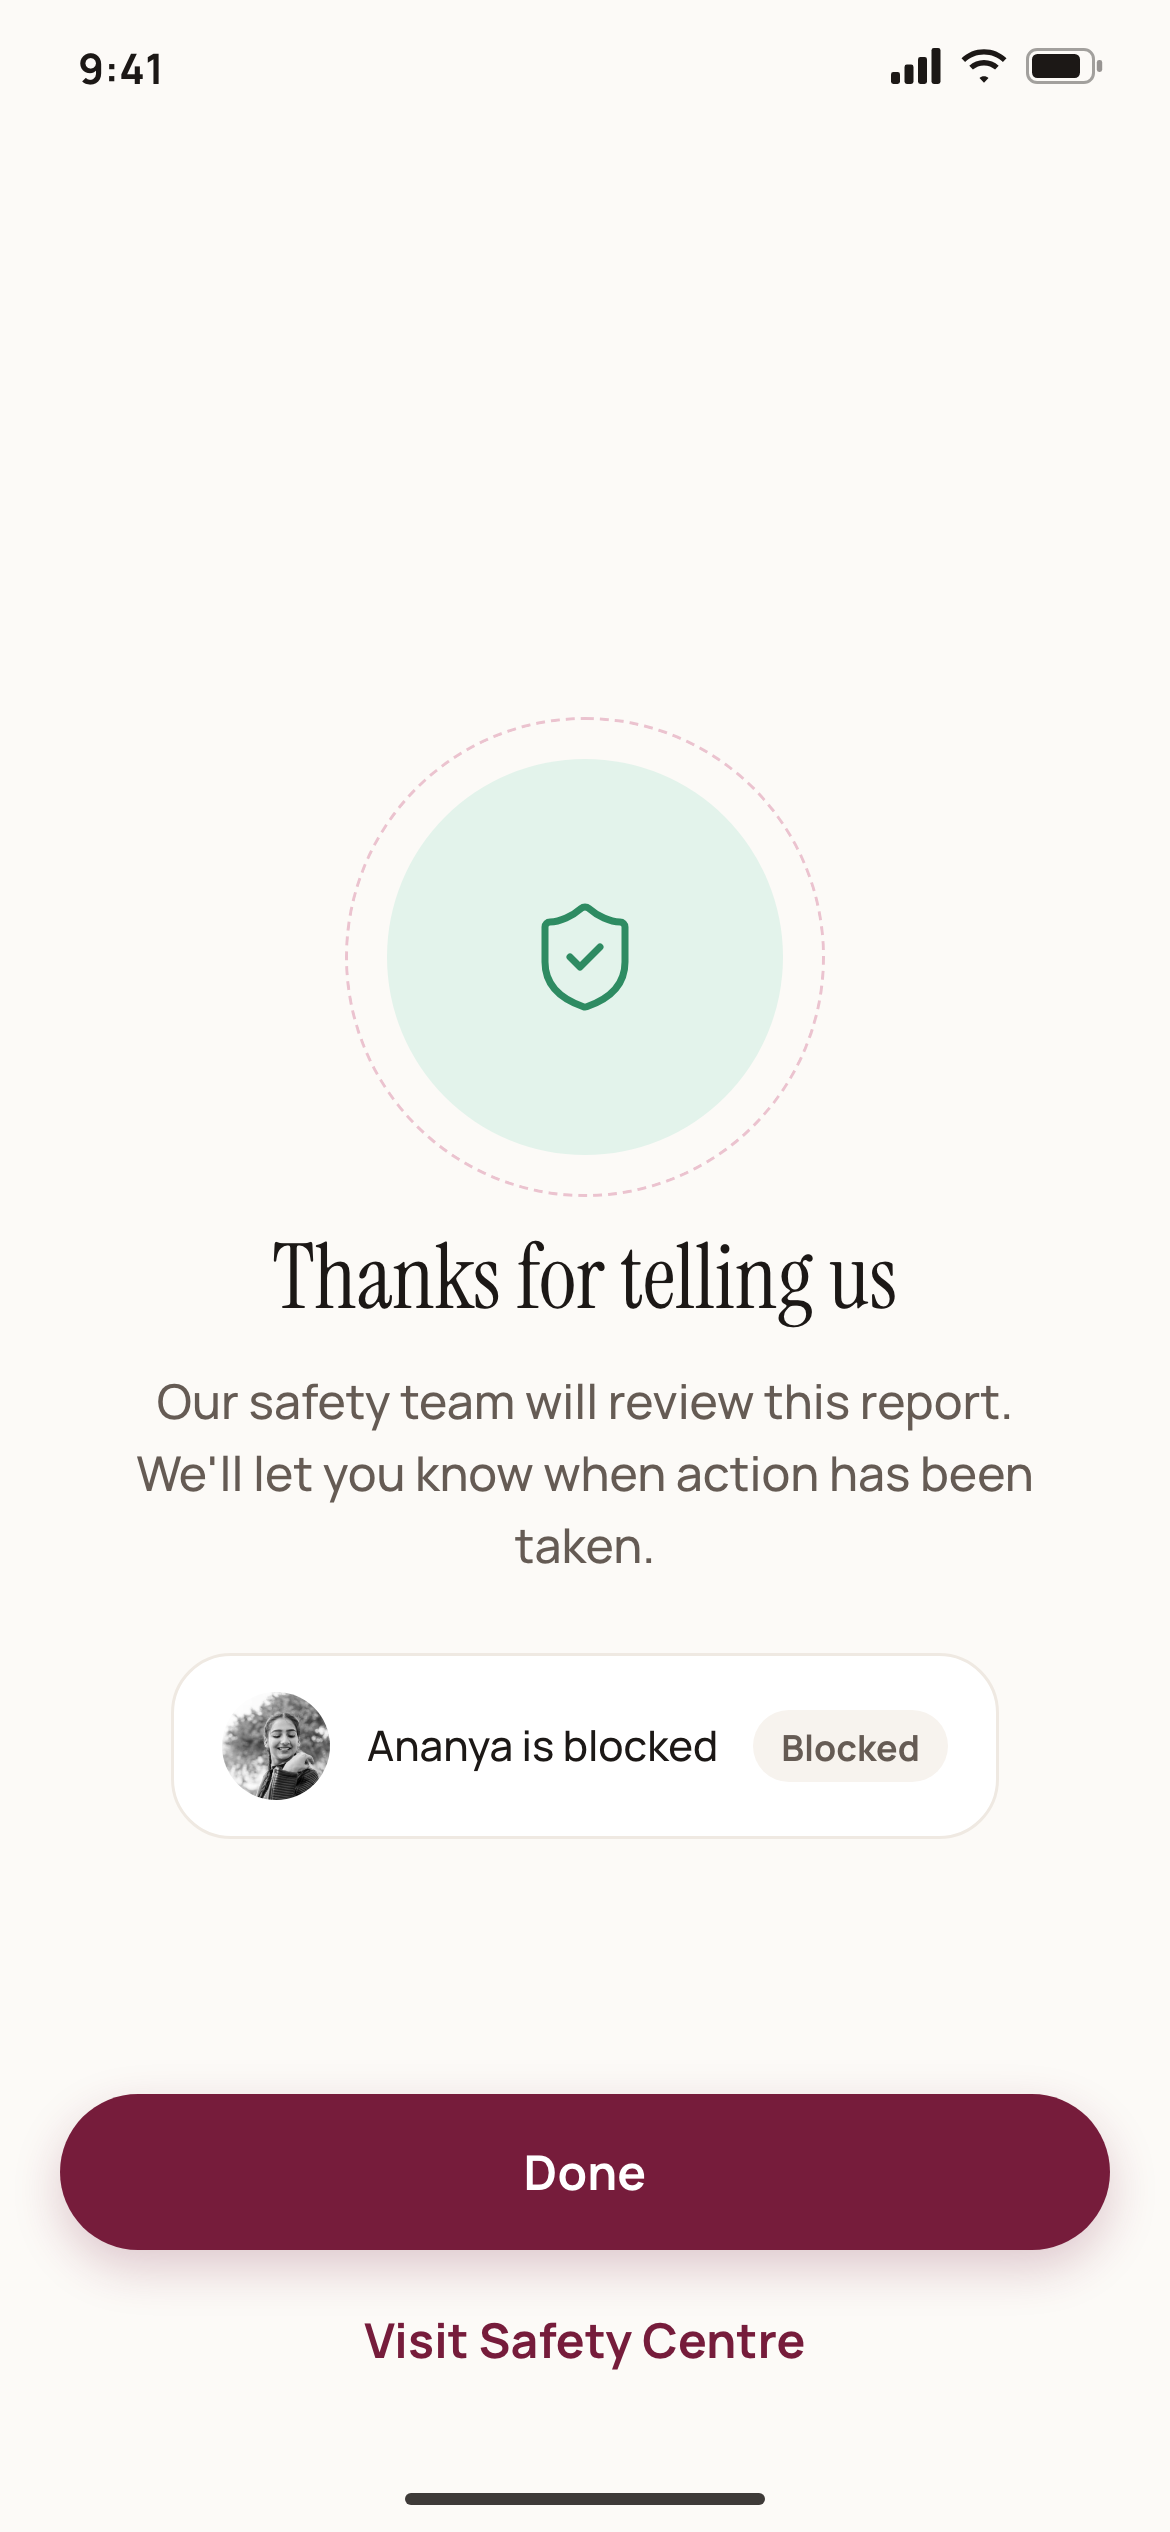 9:41
Thanks for telling us
Our safety team will review this report.
We'll let you know when action has been
taken.
Ananya is blocked
Blocked
Done
Visit Safety Centre